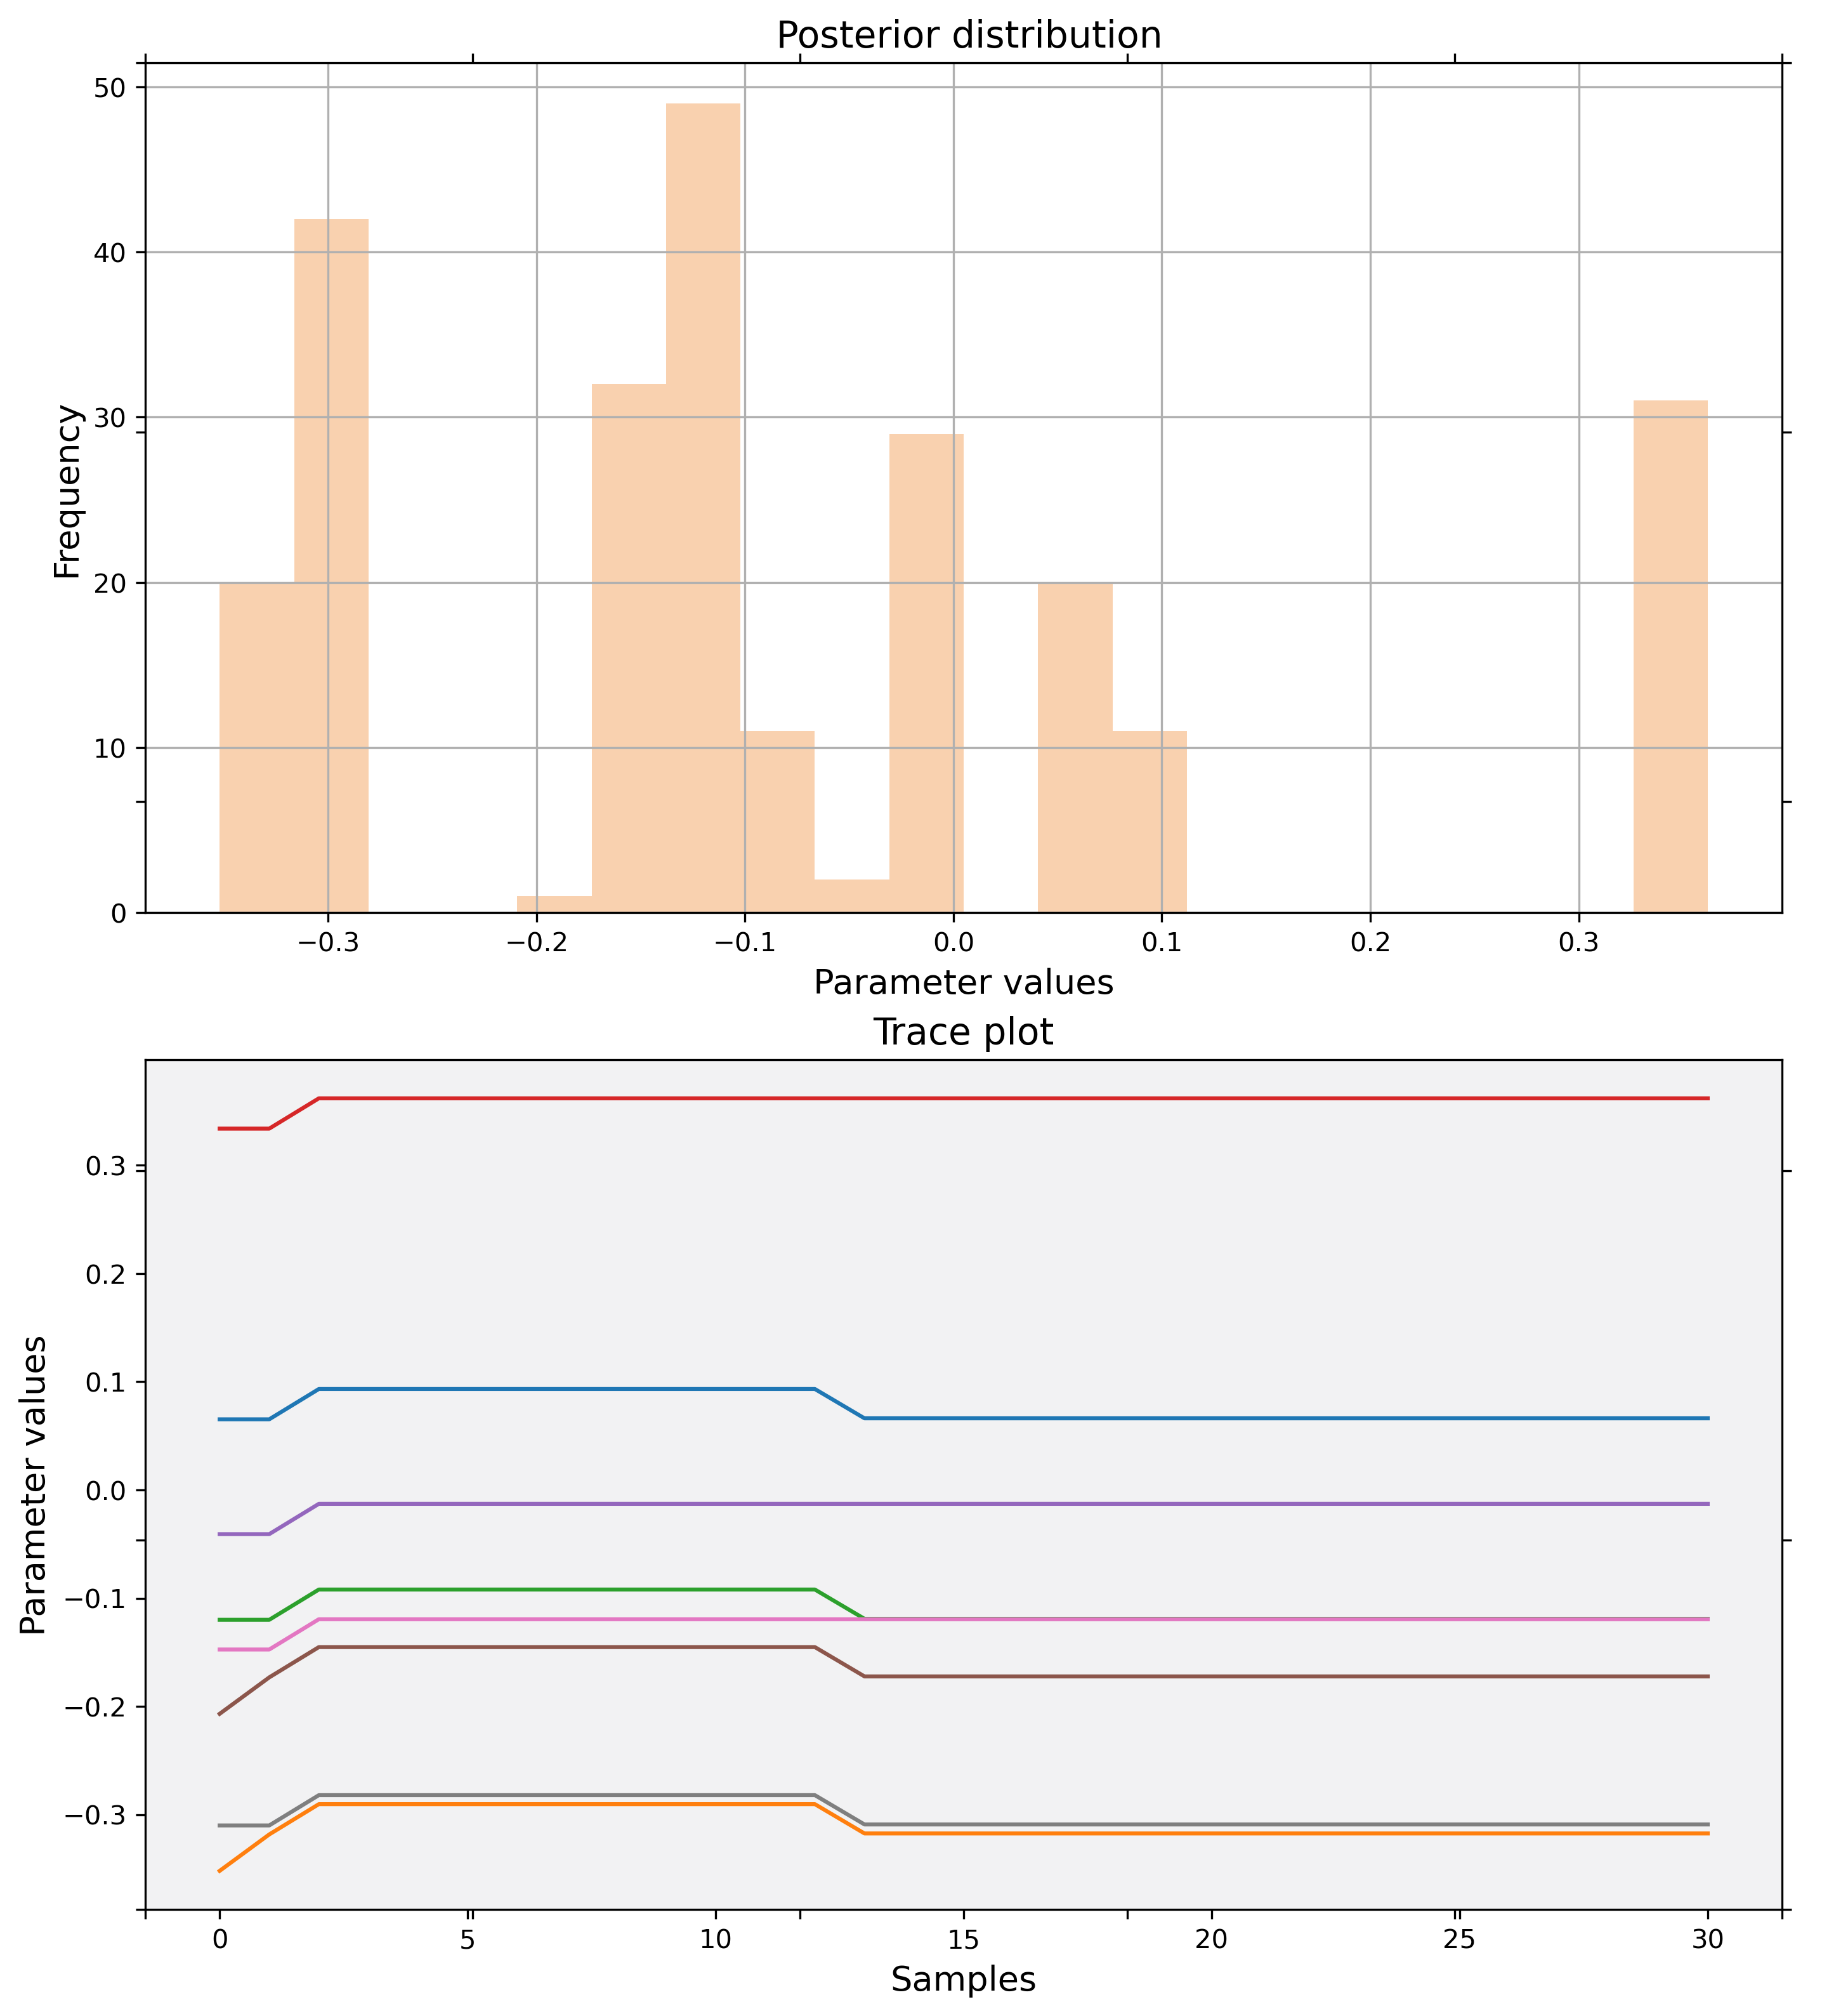 Posterior distribution
50
40
30
20
10
0
Frequency
−0.3 −0.2 −0.1 0.0 0.1 0.2 0.3
Parameter values
Trace plot
0.3
0.2
0.1
0.0
−0.1
−0.2
−0.3
Parameter values
0 5 10 15 20 25 30
Samples